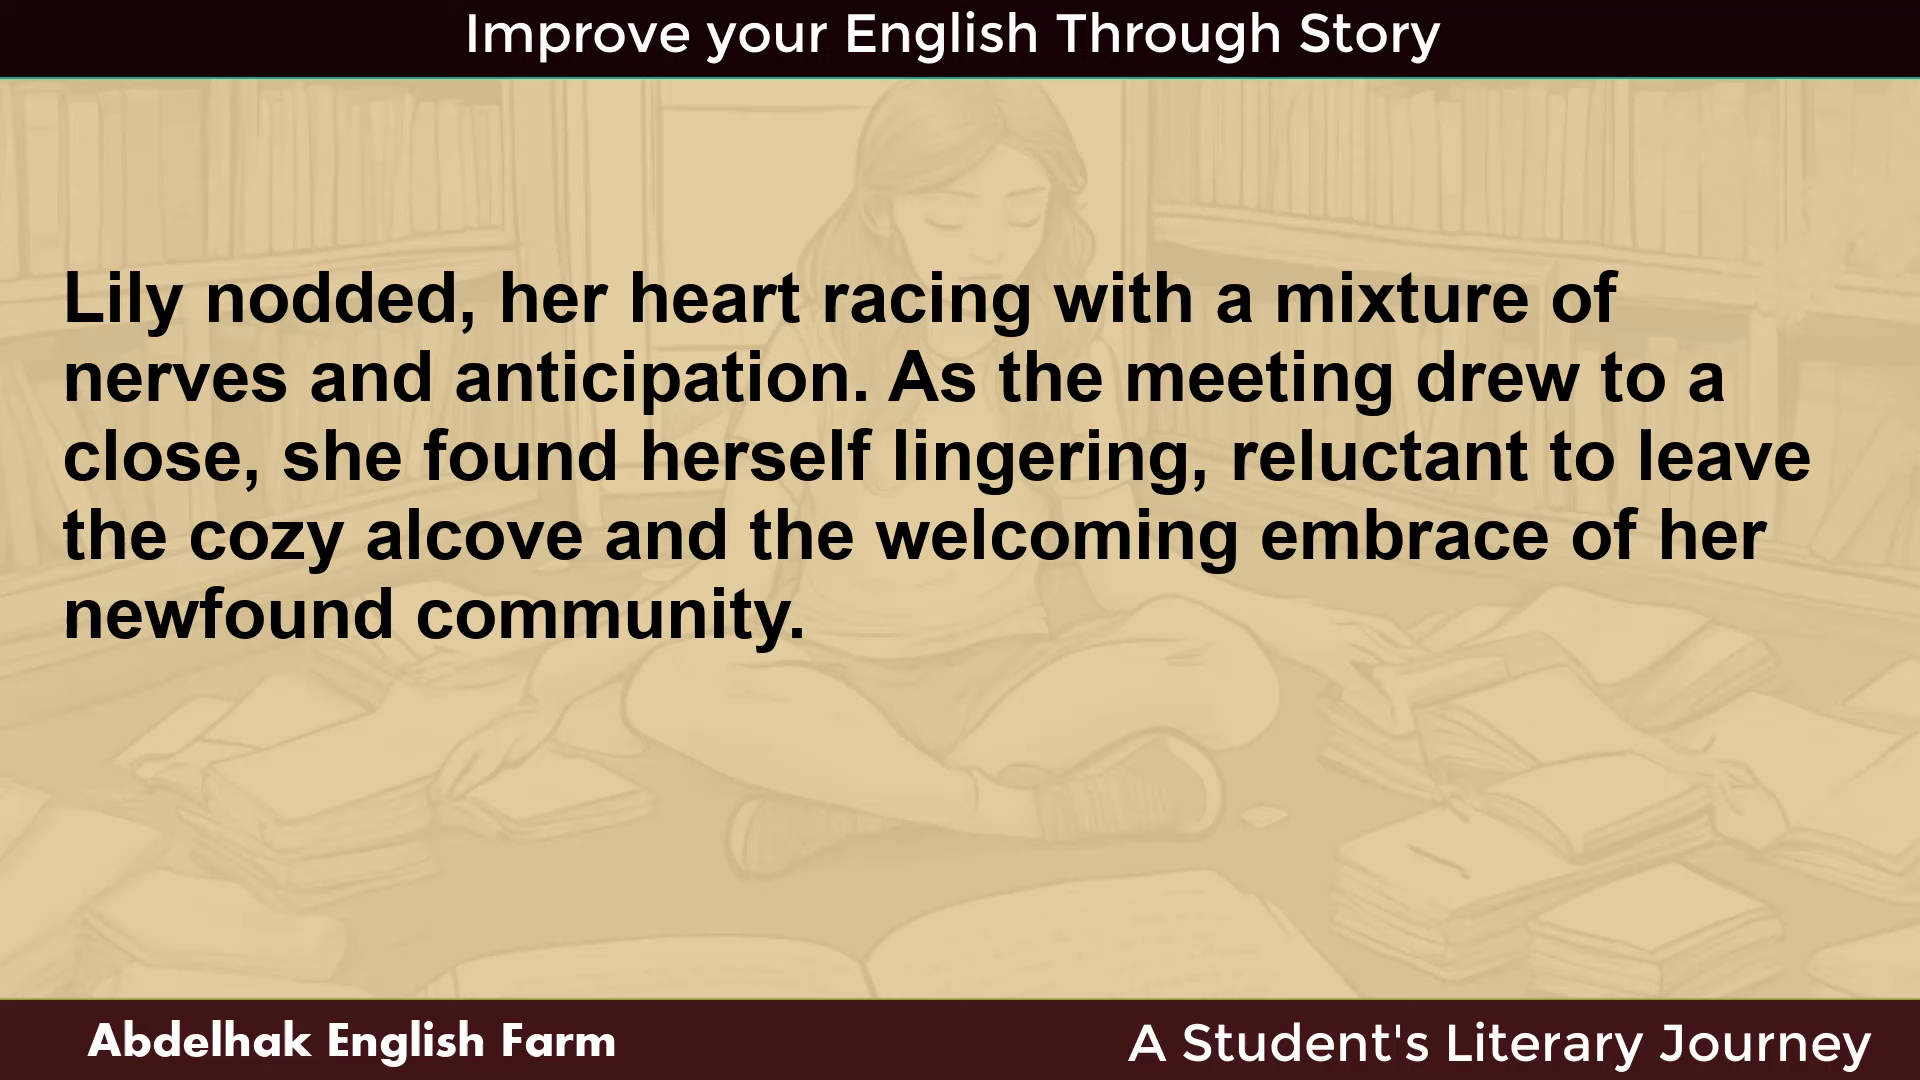 Improve your English Through Story
Lily nodded, her heart racing with a mixture of
nerves and anticipation. As the meeting drew to a
close, she found herself lingering, reluctant to leave
the cozy alcove and the welcoming embrace of her
newfound community.
Abdelhak English Farm
A Student's Literary Journey